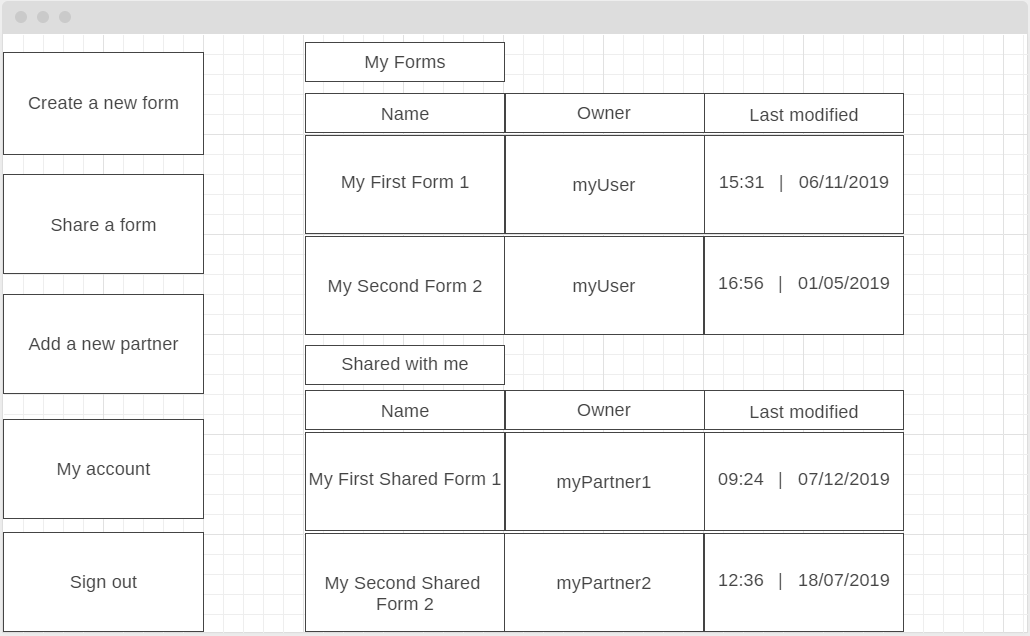 Create a new form
Share a form
Add a new partner
My account
Sign out
My Forms
Name Owner Last modified
My First Form 1 myUser 15:31 | 06/11/2019
My Second Form 2 myUser 16:56 | 01/05/2019
Shared with me
Name Owner Last modified
My First Shared Form 1 myPartner1 09:24 | 07/12/2019
My Second Shared
Form 2
myPartner2 12:36 | 18/07/2019